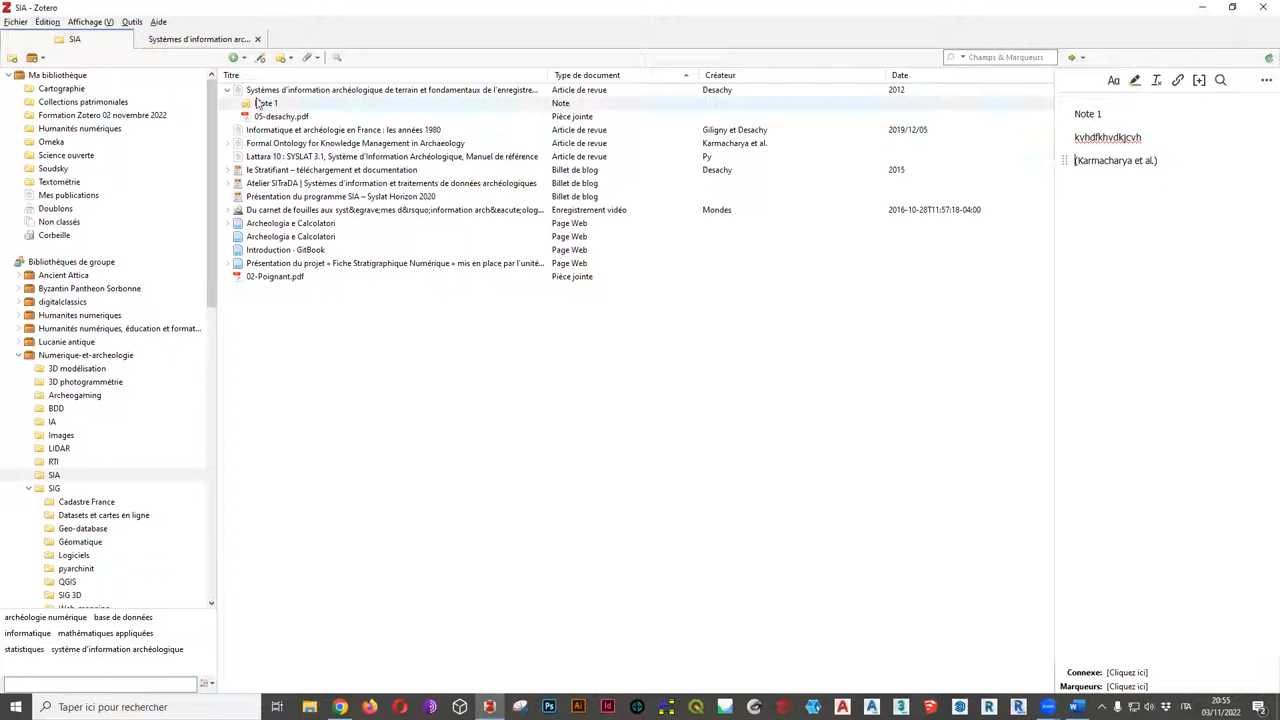 SIA - Zotero
Fichier Édition Affichage (V) Outils Aide
SIA Systèmes d'information arc...
Champs & Marqueurs
Ma bibliothèque
Cartographie
Collections patrimoniales
Formation Zotero 02 novembre 2022
Humanités numériques
Omeka
Science ouverte
Soudsky
Textométrie
Mes publications
Doublons
Non classés
Corbeille
Bibliothèques de groupe
Ancient Attica
Byzantin Pantheon Sorbonne
digitalclassics
Humanites numeriques
Humanités numériques, éducation et format...
Lucanie antique
Numerique-et-archeologie
3D modélisation
3D photogrammétrie
Archeogaming
BDD
IA
Images
LIDAR
RTI
SIA
SIG
Cadastre France
Datasets et cartes en ligne
Geo-database
Géomatique
Logiciels
pyarchinit
QGIS
SIG 3D
Web-mapping
archéologie numérique base de données
informatique mathématiques appliquées
statistiques système d'information archéologique
Titre Type de document Créateur Date
Systèmes d'information archéologique de terrain et fondamentaux de l'enregistre... Article de revue Desachy 2012
Note 1 Note
05-desachy.pdf Pièce jointe
Informatique et archéologie en France : les années 1980 Article de revue Giligny et Desachy 2019/12/05
Formal Ontology for Knowledge Management in Archaeology Article de revue Karmacharya et al.
Lattara 10 : SYSLAT 3.1, Système d'Information Archéologique, Manuel de référence Article de revue Py
le Stratifiant – téléchargement et documentation Billet de blog Desachy 2015
Atelier SITraDA | Systèmes d'information et traitements de données archéologiques Billet de blog
Présentation du programme SIA – Syslat Horizon 2020 Billet de blog
Du carnet de fouilles aux syst&egrave;mes d&rsquo;information arch&eacute;olog... Enregistrement vidéo Mondes 2016-10-28T11:57:18-04:00
Archeologia e Calcolatori Page Web
Archeologia e Calcolatori Page Web
Introduction · GitBook Page Web
Présentation du projet « Fiche Stratigraphique Numérique » mis en place par l'unité... Page Web
02-Poignant.pdf Pièce jointe
Aa
Note 1
kvhdfkhvdkjcvh
(Karmacharya et al.)
Connexe: [Cliquez ici]
Marqueurs: [Cliquez ici]
Taper ici pour rechercher
ITA
20:55
03/11/2022